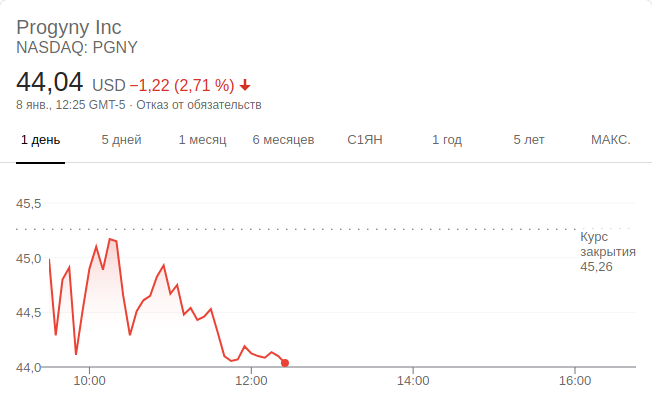 Progyny Inc
NASDAQ: PGNY
44,04 USD −1,22 (2,71 %)
8 янв., 12:25 GMT-5 · Отказ от обязательств
1 день 5 дней 1 месяц 6 месяцев С1ЯН 1 год 5 лет МАКС.
45,5
Курс
закрытия
45,26
45,0
44,5
44,0
10:00 12:00 14:00 16:00